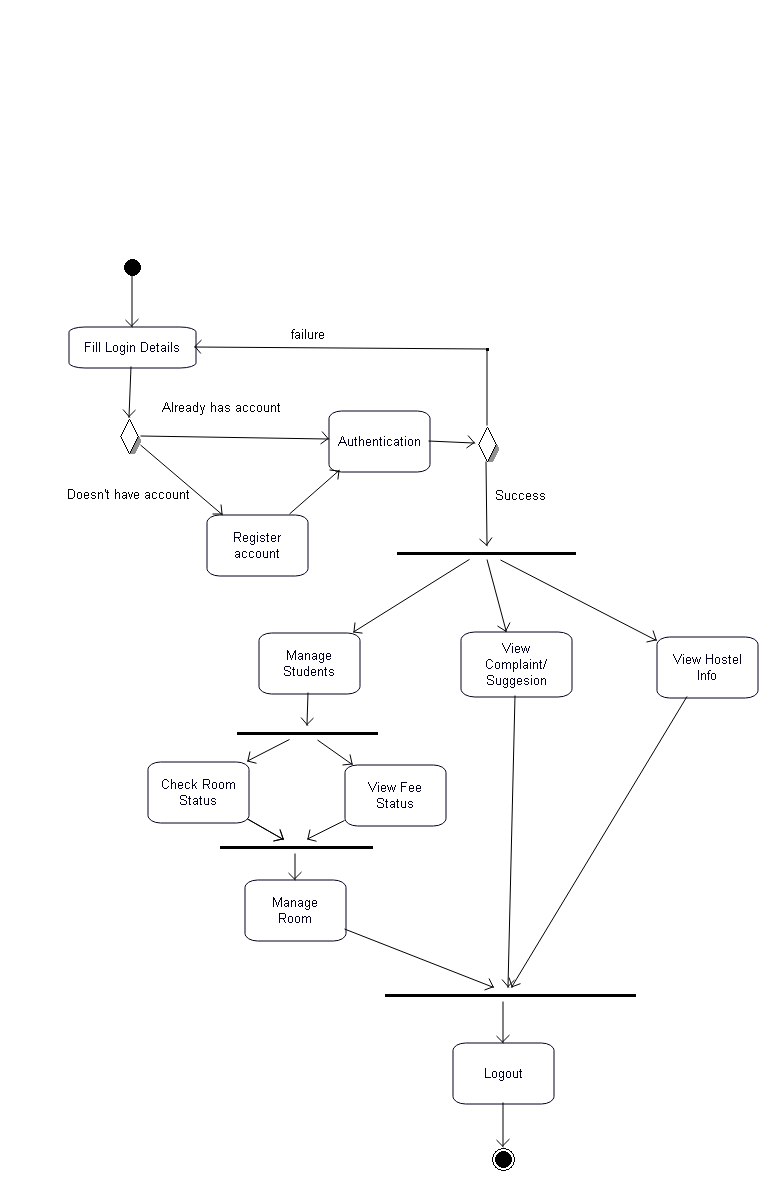 failure
Fill Login Details
Already has account
Authentication
Doesn't have account
Success
Register
account
Manage
Students
View
Complaint/
Suggesion
View Hostel
Info
Check Room
Status
View Fee
Status
Manage
Room
Logout